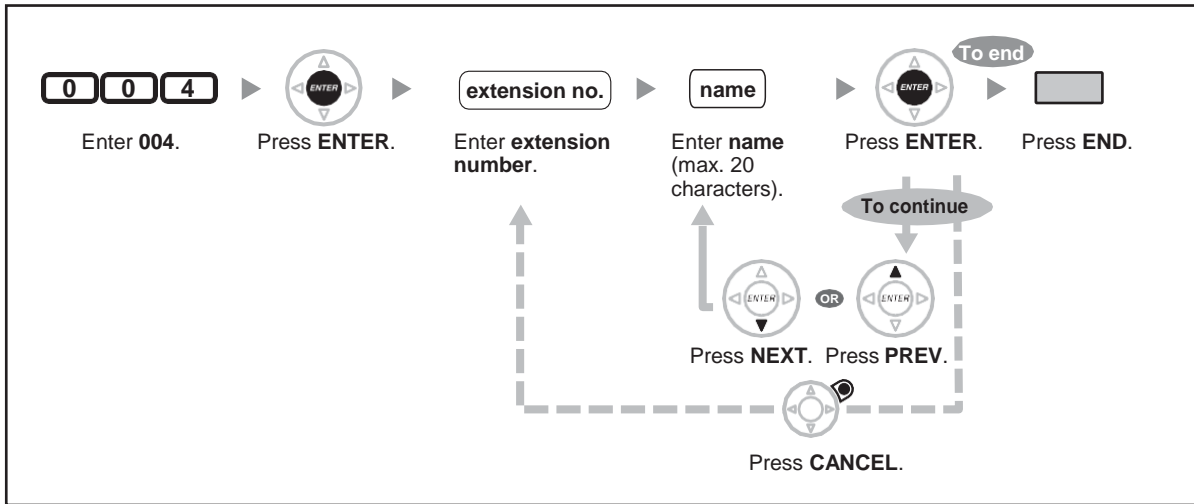 To end
0 0 4 ENTER extension no. name ENTER
Enter 004. Press ENTER. Enter extension number. Enter name (max. 20 characters). Press ENTER. Press END.
To continue
ENTER OR ENTER
Press NEXT. Press PREV.
Press CANCEL.